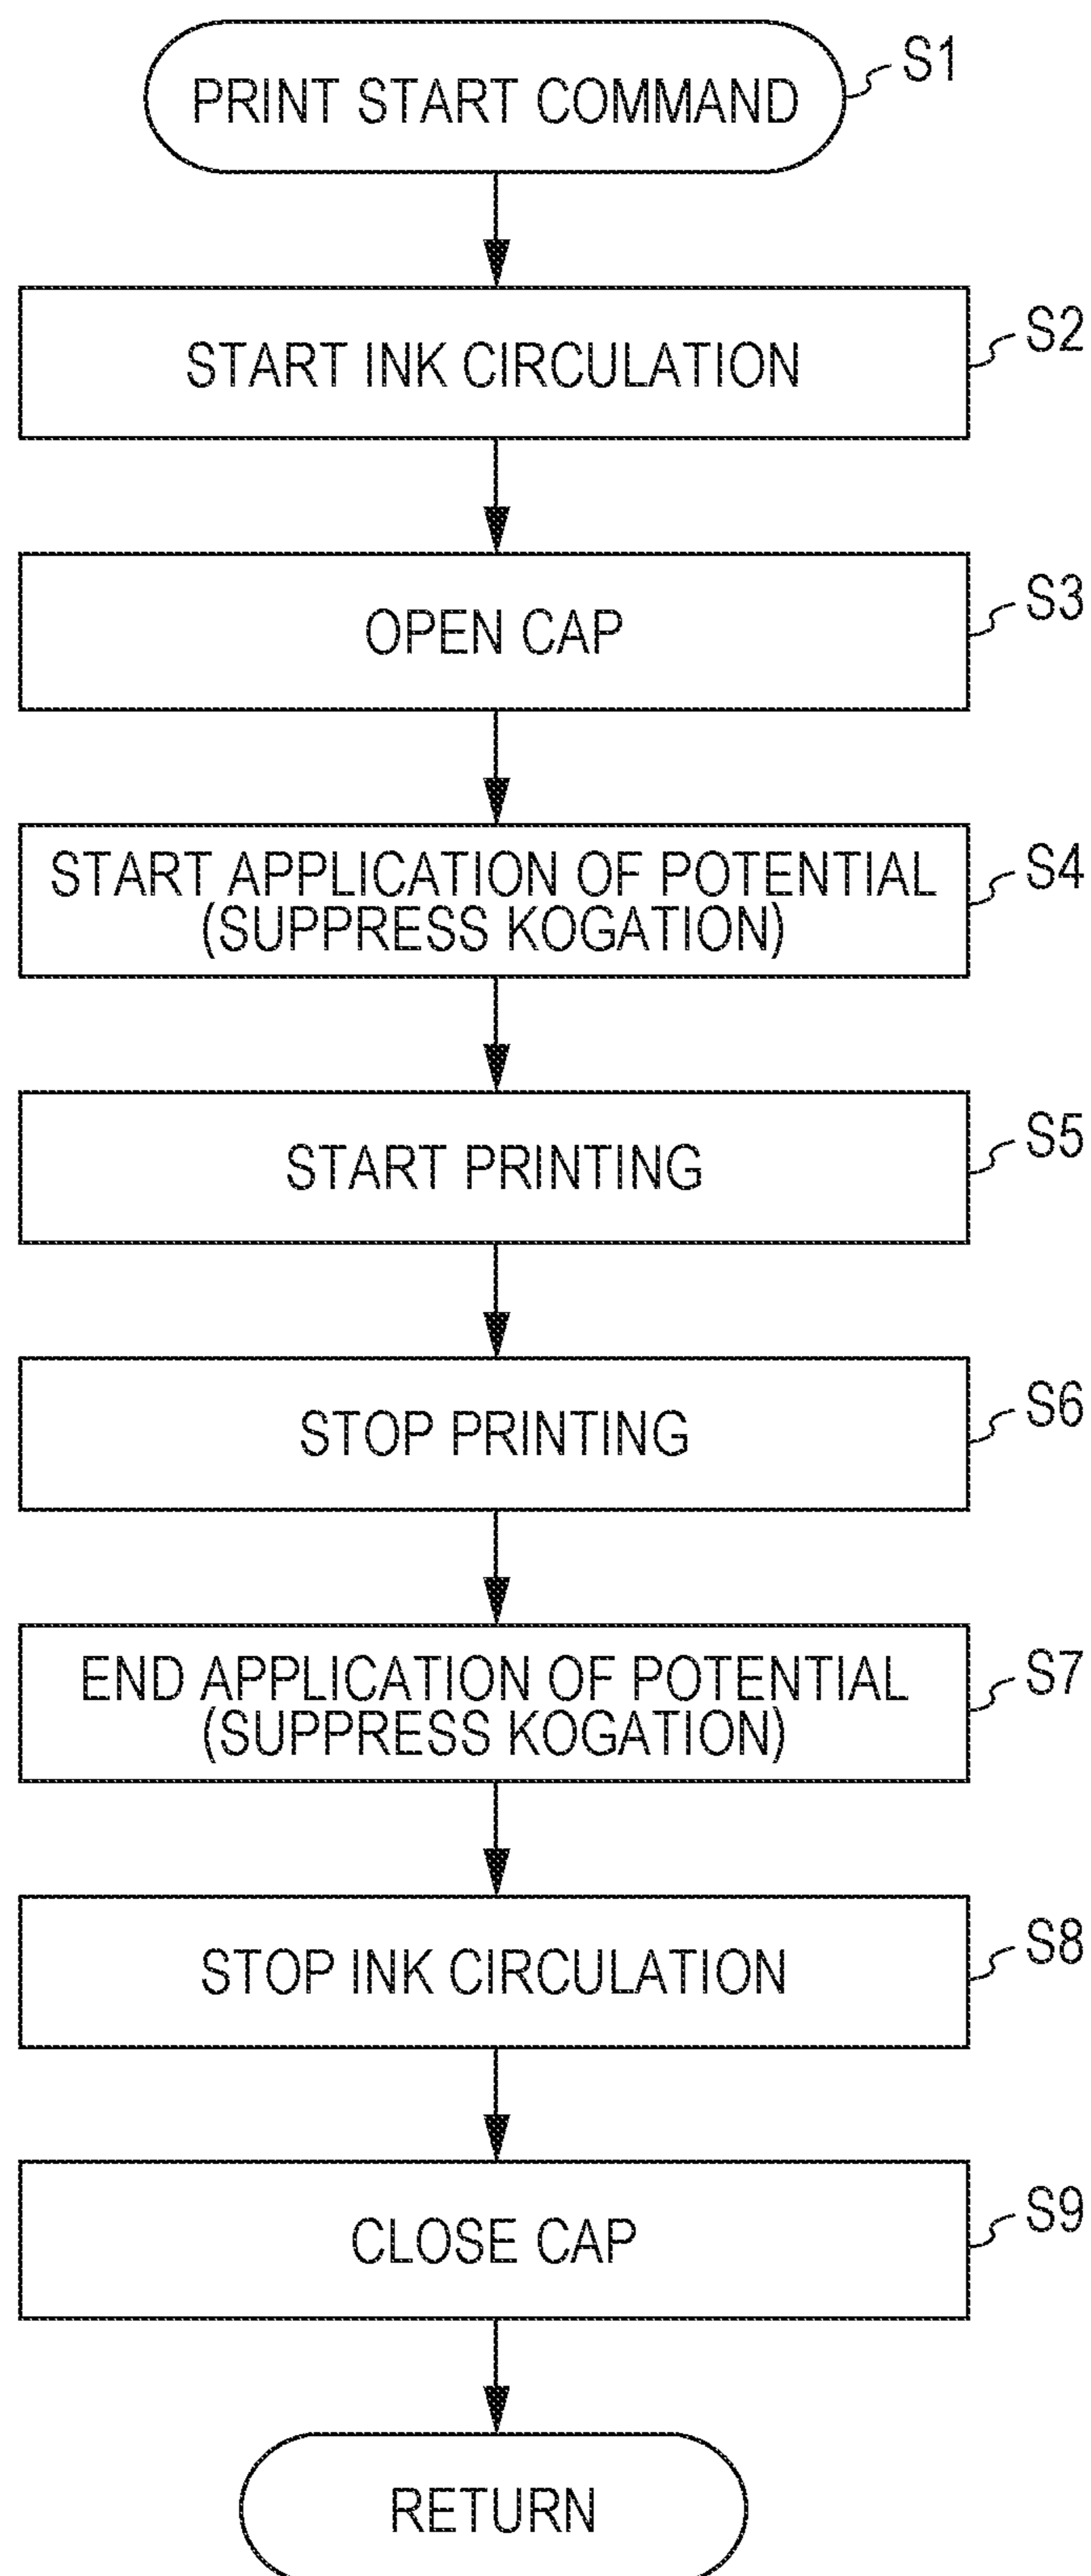 PRINT START COMMAND
S1
START INK CIRCULATION
S2
OPEN CAP
S3
START APPLICATION OF POTENTIAL
(SUPPRESS KOGATION)
S4
START PRINTING
S5
STOP PRINTING
S6
END APPLICATION OF POTENTIAL
(SUPPRESS KOGATION)
S7
STOP INK CIRCULATION
S8
CLOSE CAP
S9
RETURN